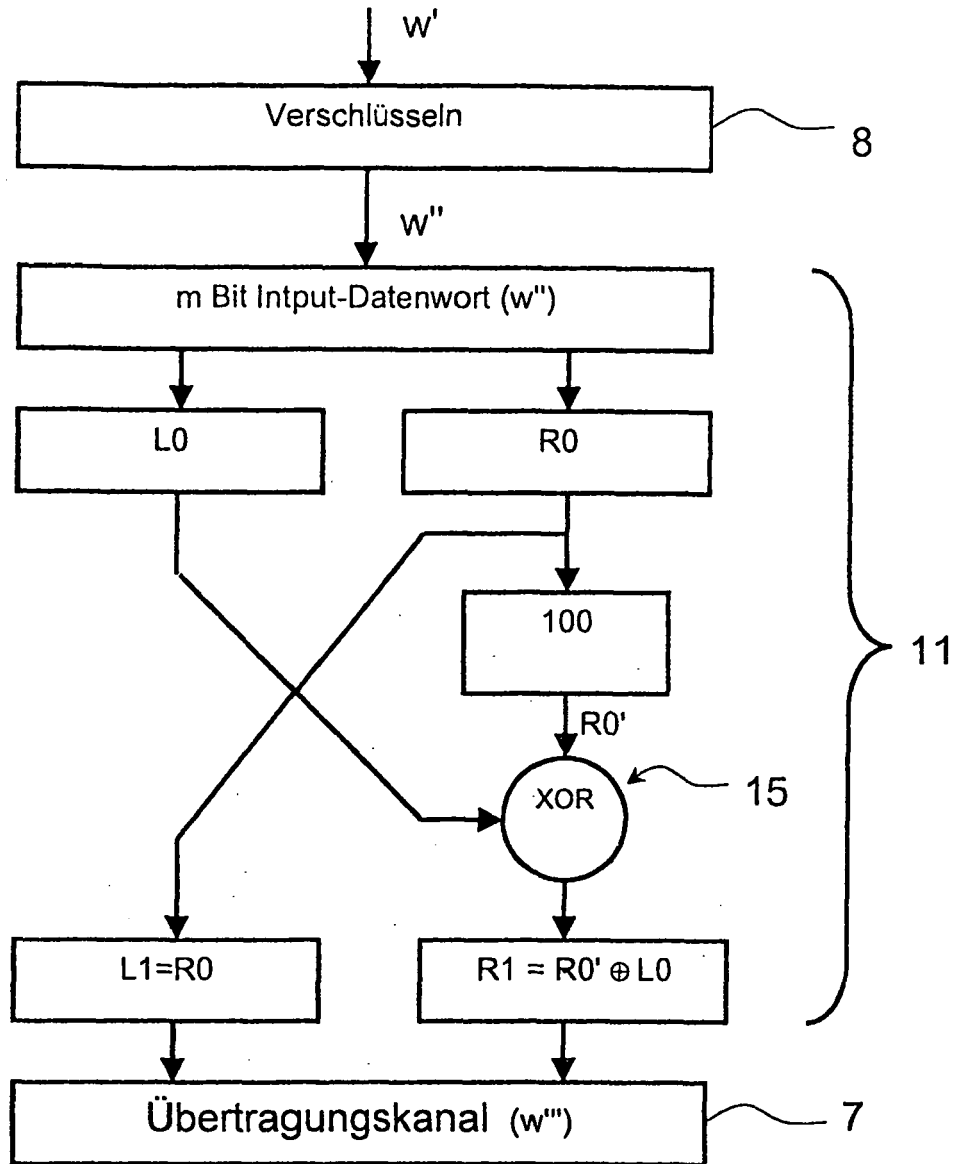 w'
Verschlüsseln
8
w"
m Bit Intput-Datenwort (w")
L0
R0
100
11
R0'
XOR
15
L1=R0
R1 = R0' ⊕ L0
Übertragungskanal (w''')
7